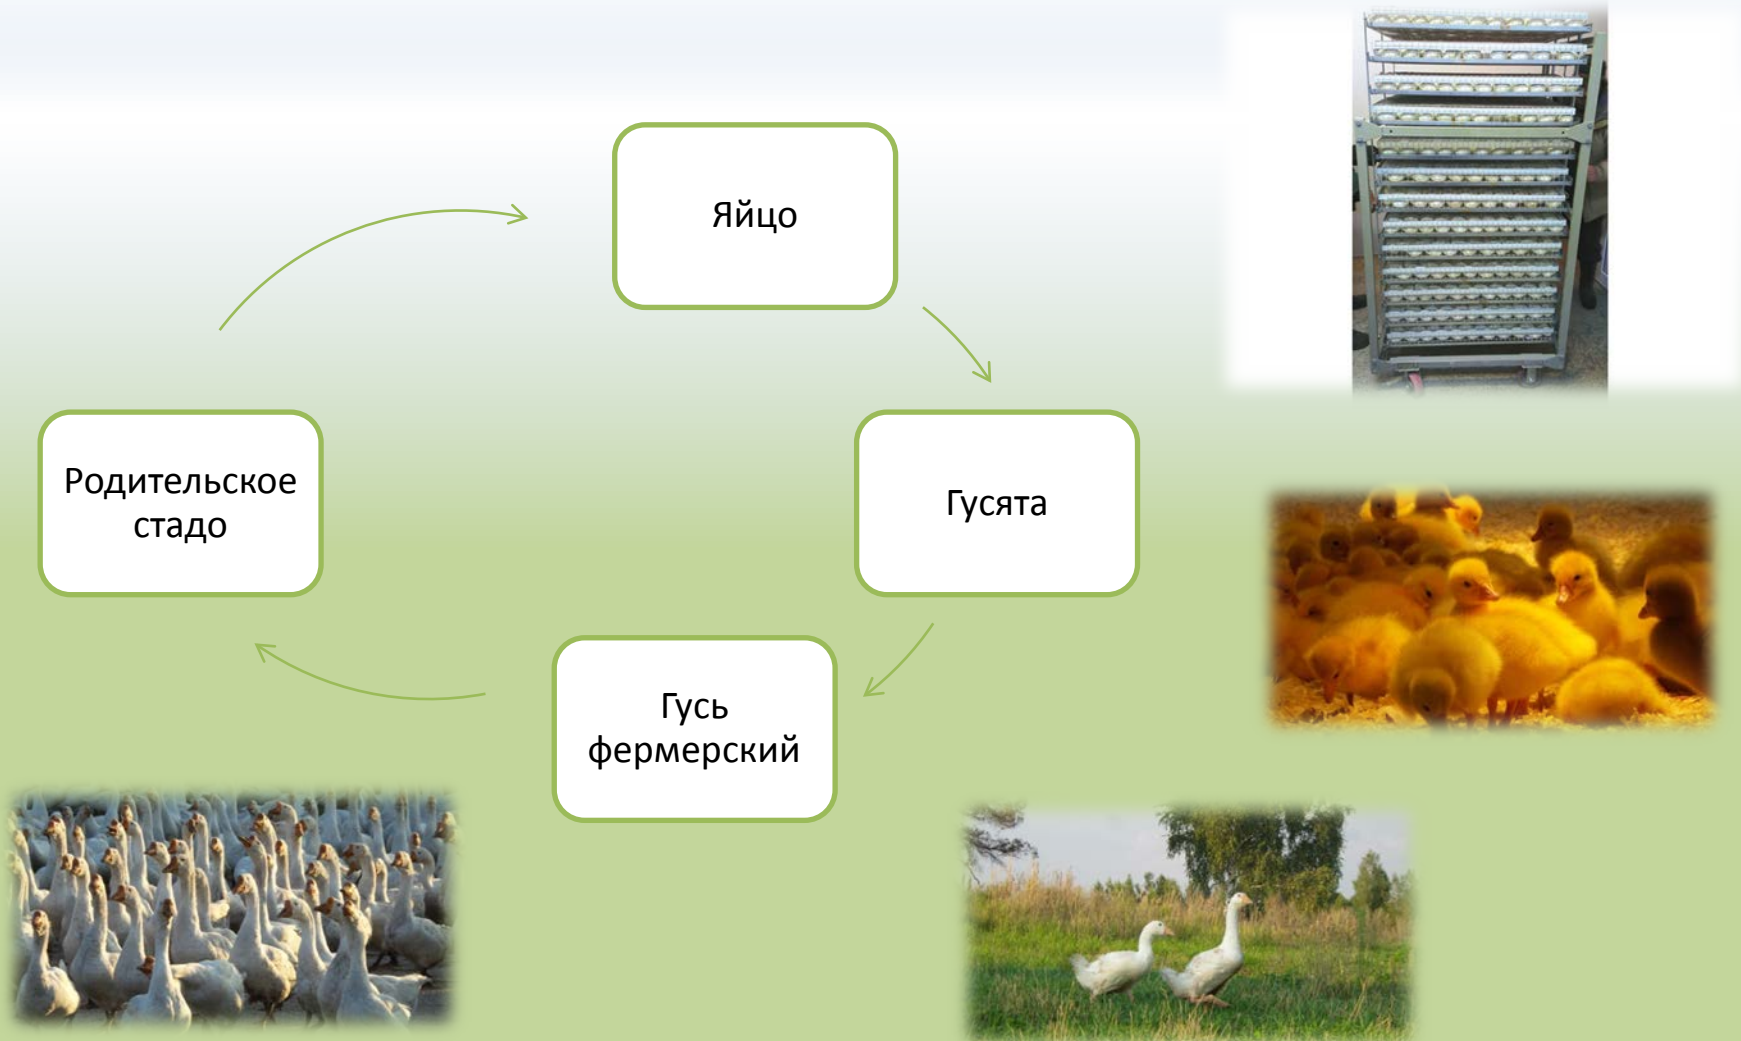 Яйцо
Гусята
Гусь
фермерский
Родительское
стадо